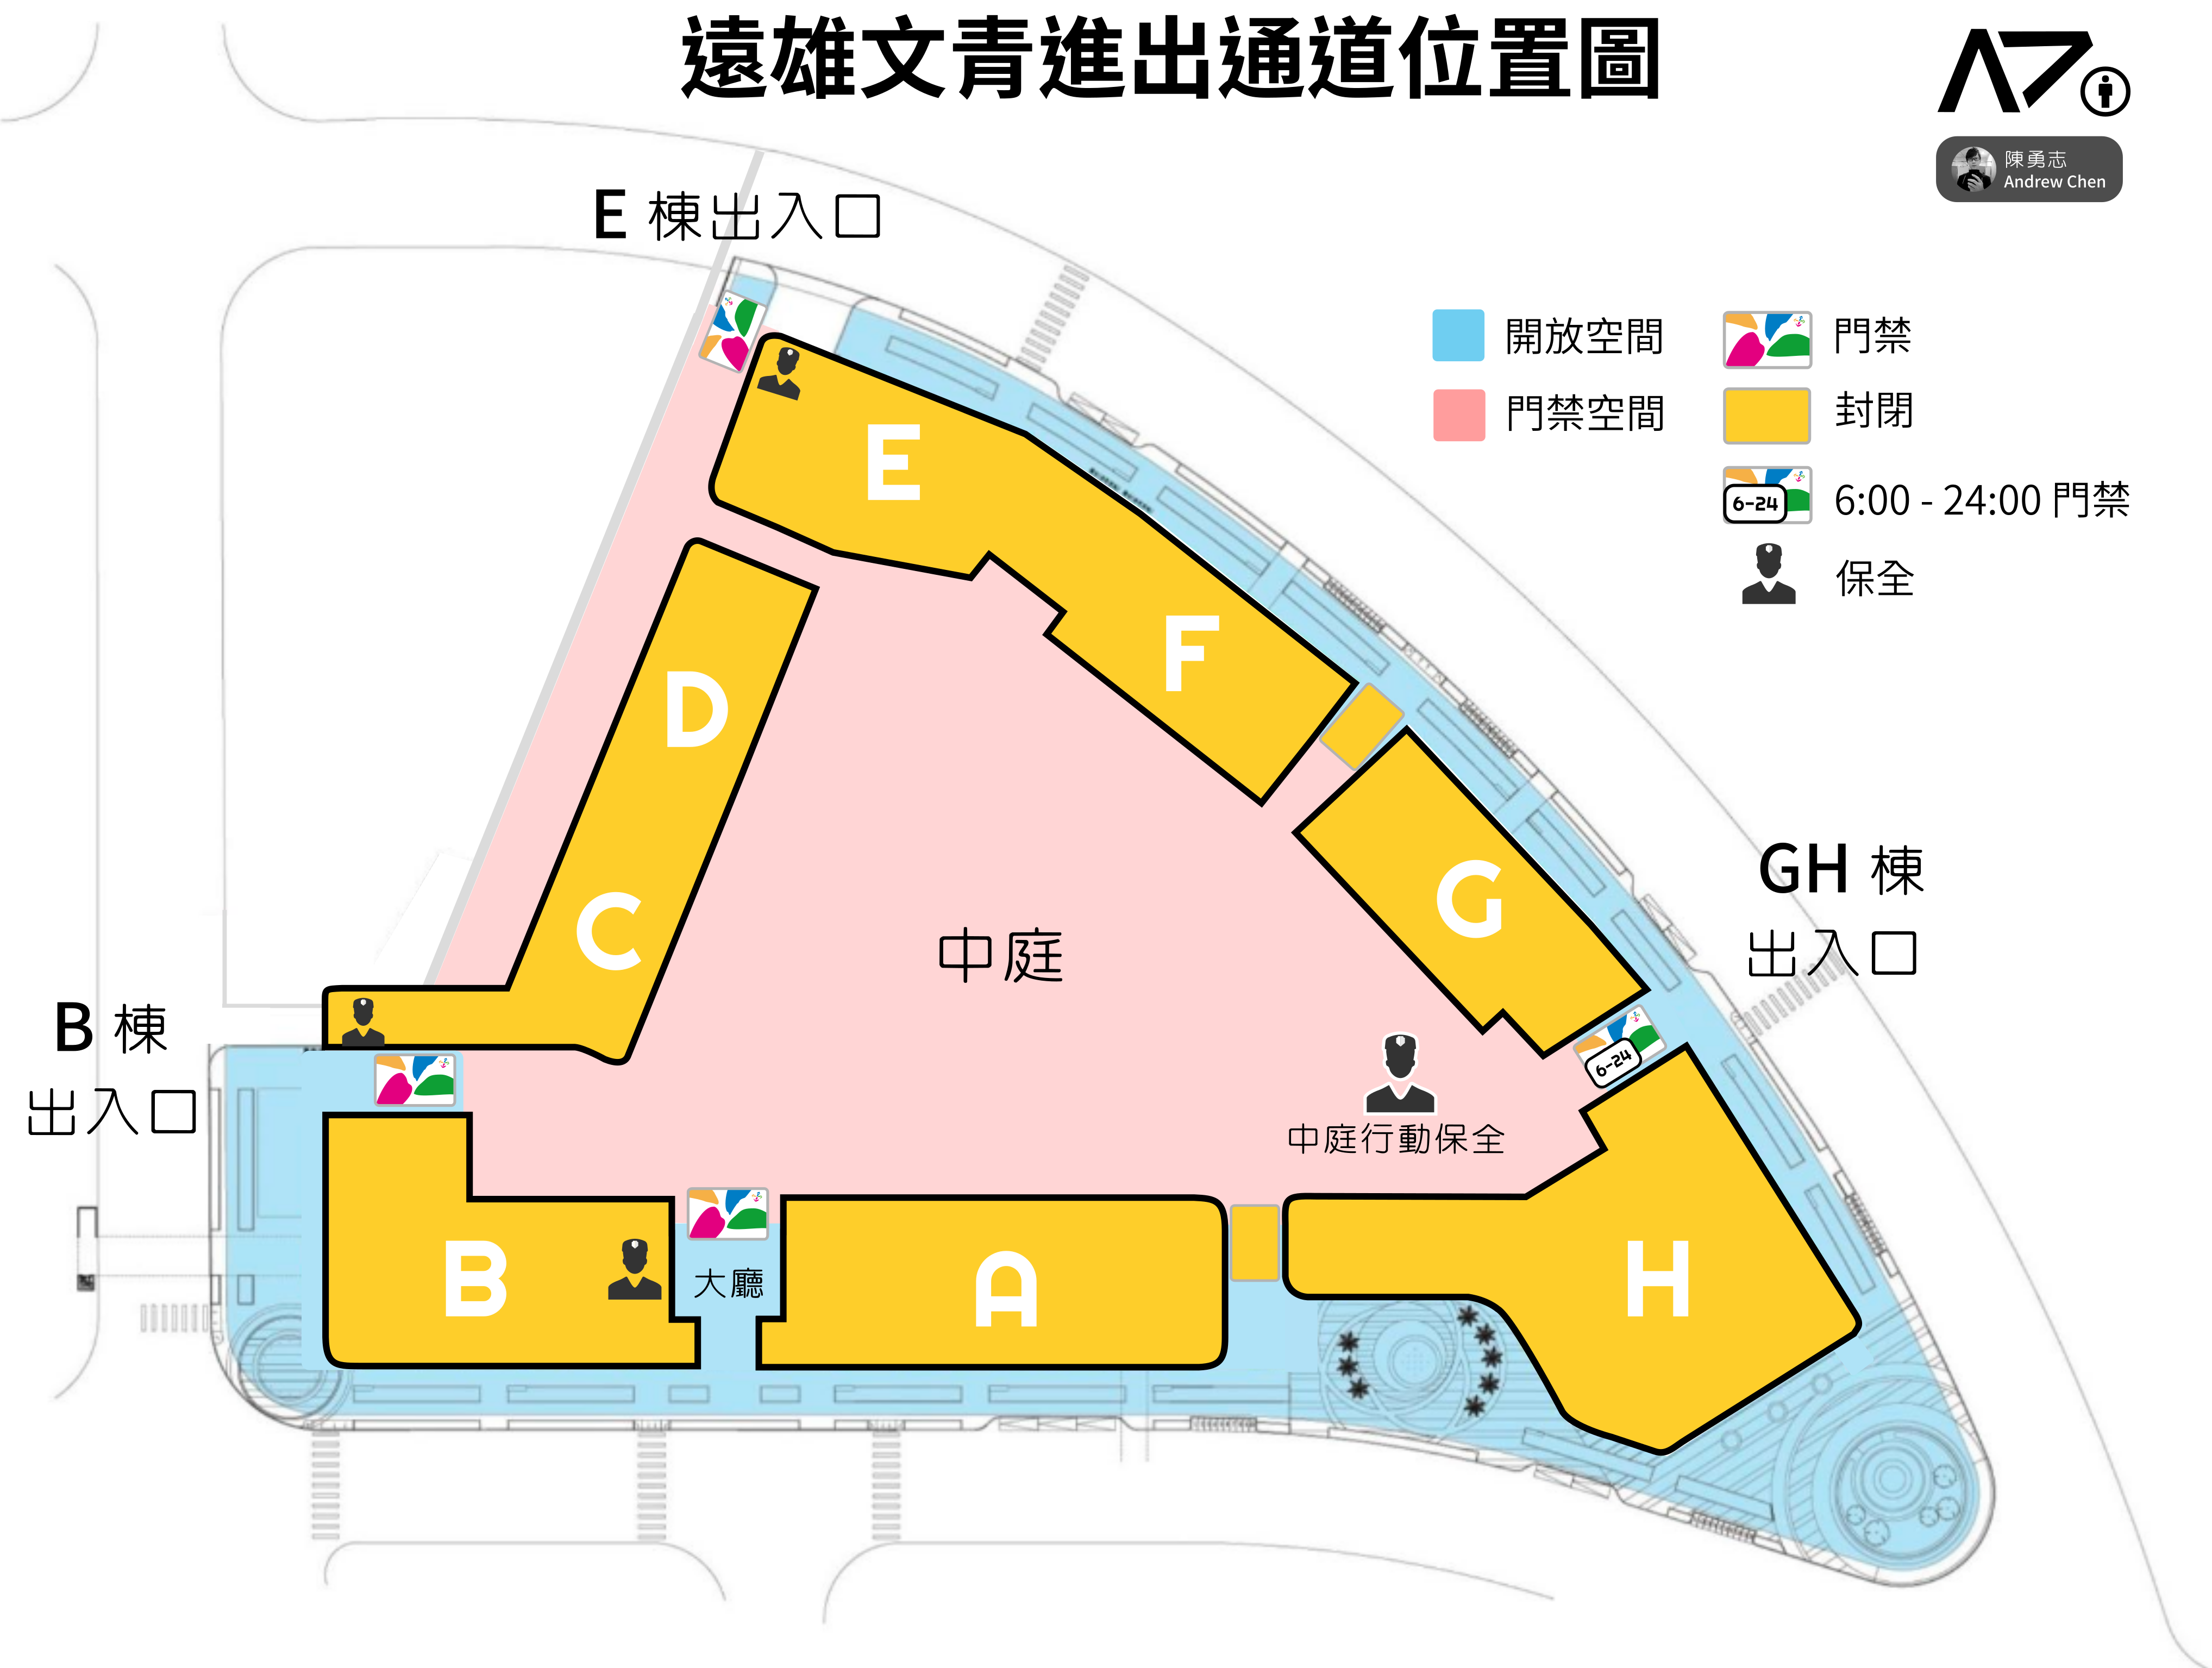 遠雄文青進出通道位置圖
A7
陳勇志
Andrew Chen
E 棟出入口
開放空間
門禁
門禁空間
封閉
6-24
6:00 - 24:00 門禁
保全
E
F
D
G
C
中庭
GH 棟
出入口
B 棟
出入口
6-24
中庭行動保全
大廳
B
A
H